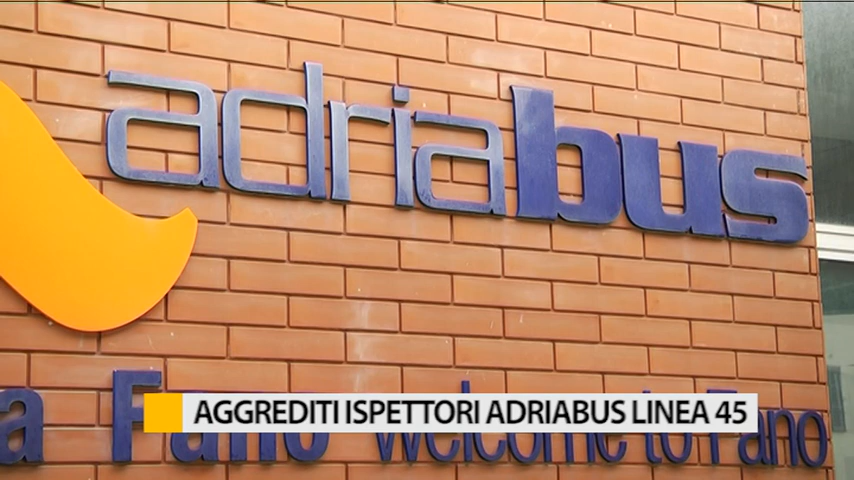 adriabus
a Fano welcome to Fano
AGGREDITI ISPETTORI ADRIABUS LINEA 45